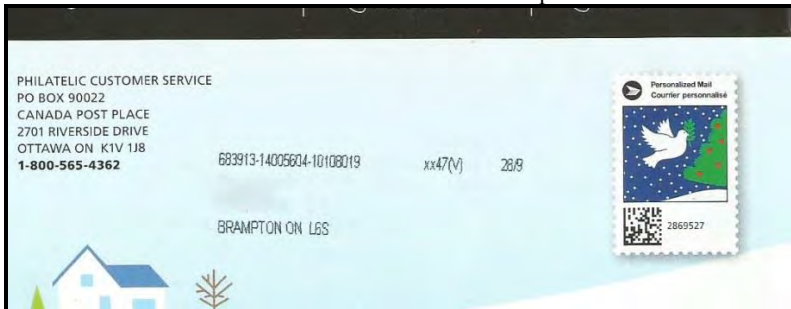 PHILATELIC CUSTOMER SERVICE
PO BOX 90022
CANADA POST PLACE
2701 RIVERSIDE DRIVE
OTTAWA ON K1V 1J8
1-800-565-4362
683913-14005604-10108019 xx47(V) 28/9
BRAMPTON ON L6S
Personalized Mail
Courrier personnalisé
2869527